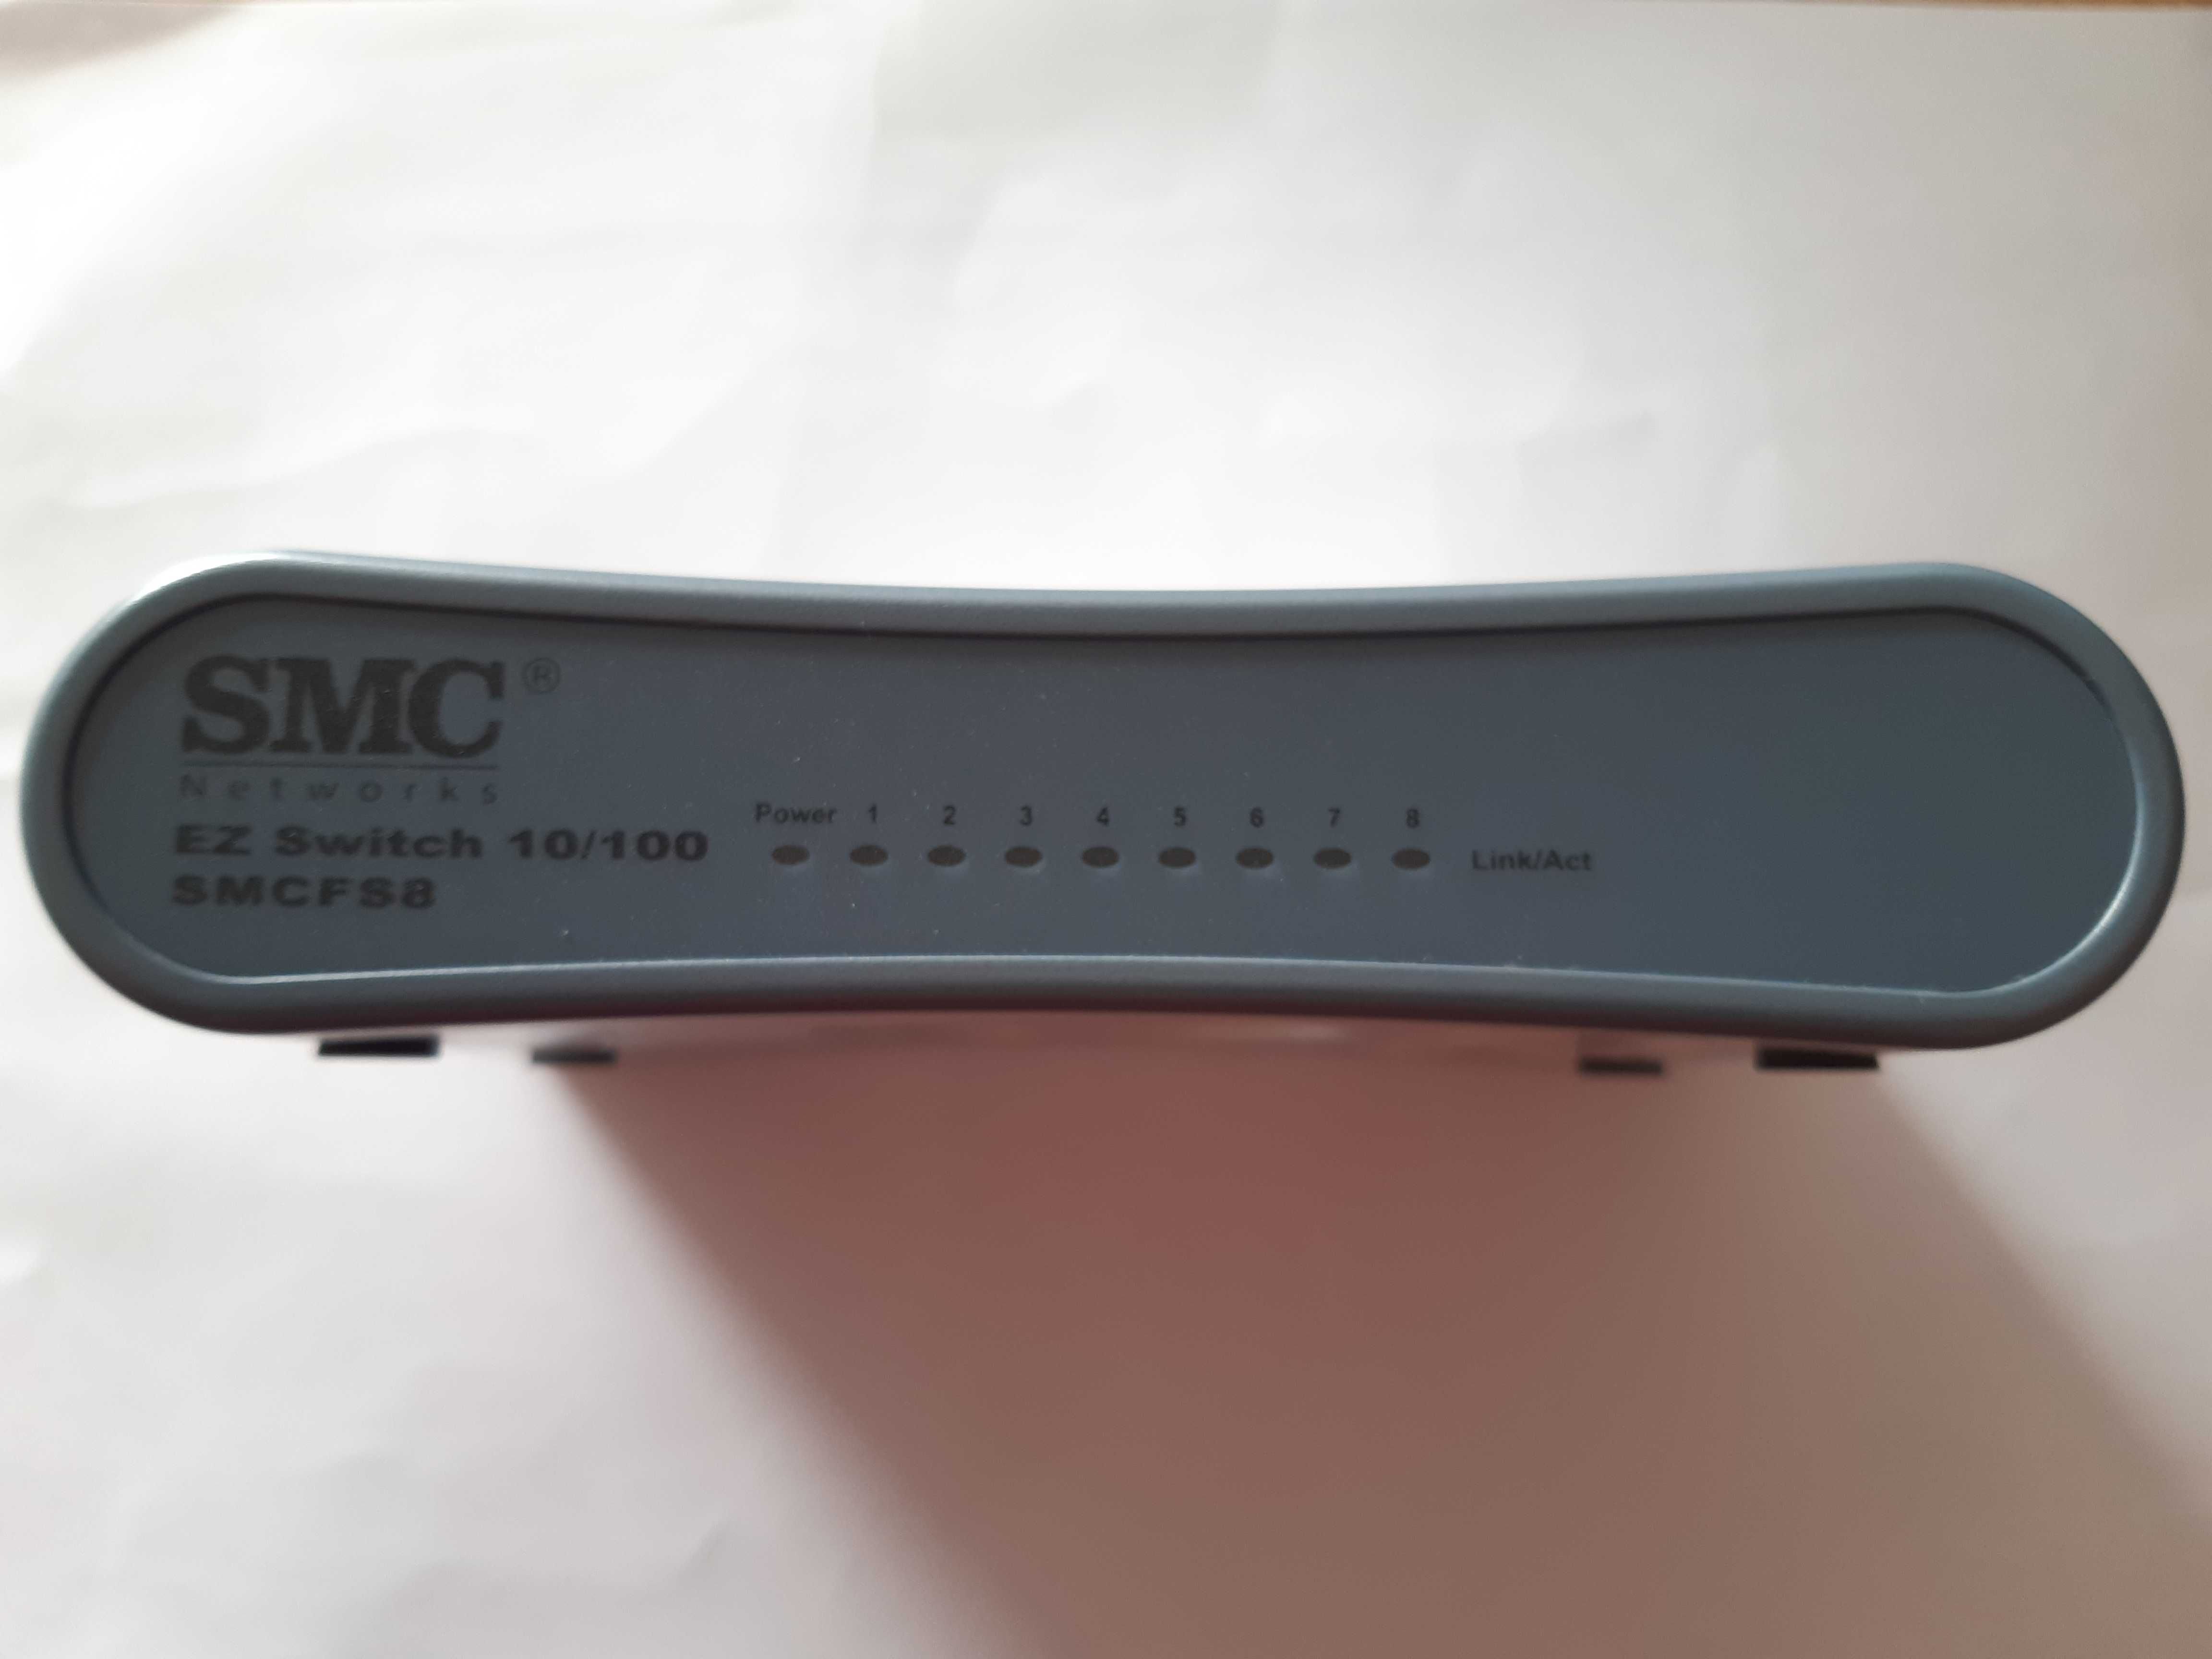 SMC®
Networks
EZ Switch 10/100
SMCFS8
Power 1 2 3 4 5 6 7 8
Link/Act